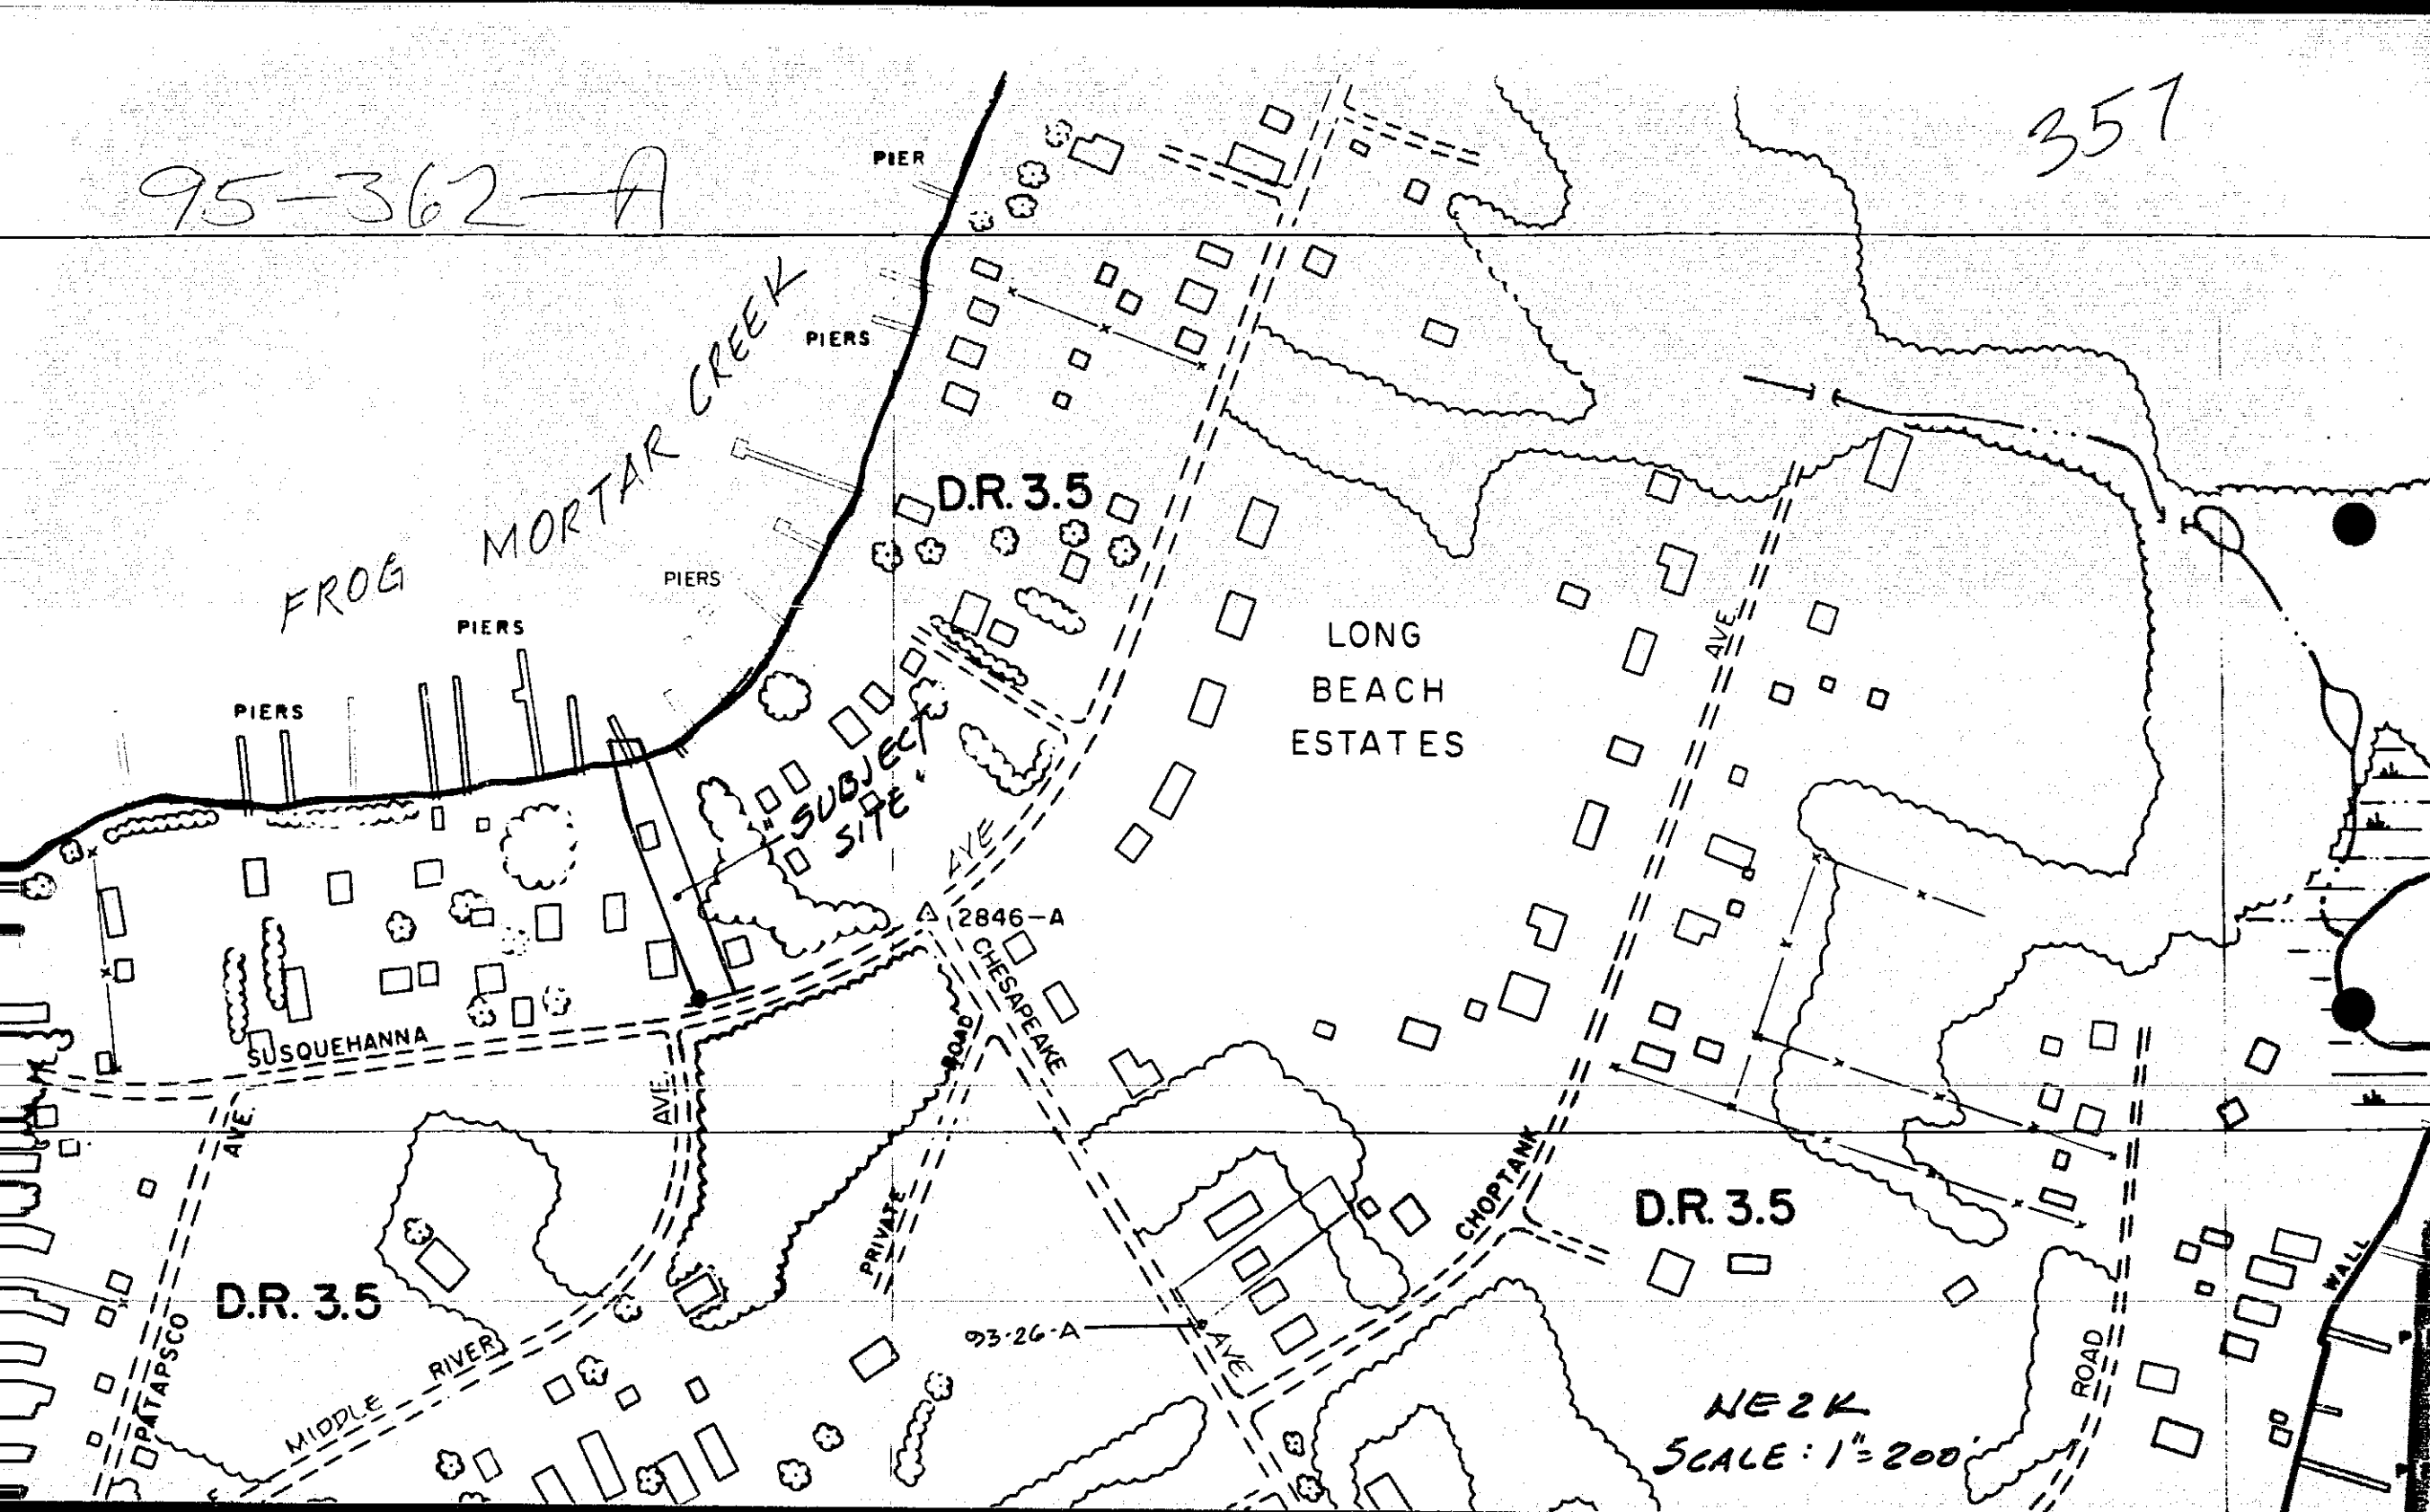 357
95-362-A
PIER
FROG MORTAR CREEK
PIERS
D.R. 3.5
PIERS
PIERS
PIERS
LONG
BEACH
ESTATES
AVE.
"SUBJECT
SITE"
AVE
2846-A
CHESAPEAKE
SUSQUEHANNA
ROAD
AVE.
AVE.
PRIVATE
CHOPTANK
D.R. 3.5
D.R. 3.5
WALL
PATAPSCO
MIDDLE RIVER
93-26-A
AVE
ROAD
NE2K
SCALE: 1"=200'